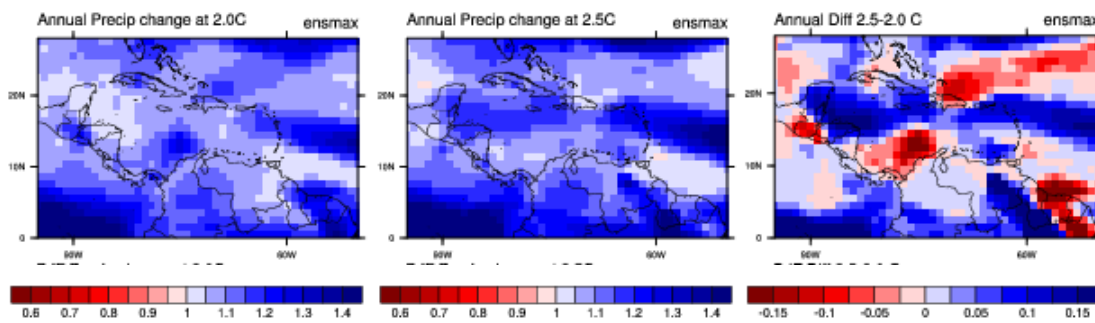 Annual Precip change at 2.0C ensmax
20N
10N
0
90W 60W
0.6 0.7 0.8 0.9 1 1.1 1.2 1.3 1.4
Annual Precip change at 2.5C ensmax
20N
10N
0
90W 60W
0.6 0.7 0.8 0.9 1 1.1 1.2 1.3 1.4
Annual Diff 2.5-2.0 C ensmax
20N
10N
0
90W 60W
-0.15 -0.1 -0.05 0 0.05 0.1 0.15